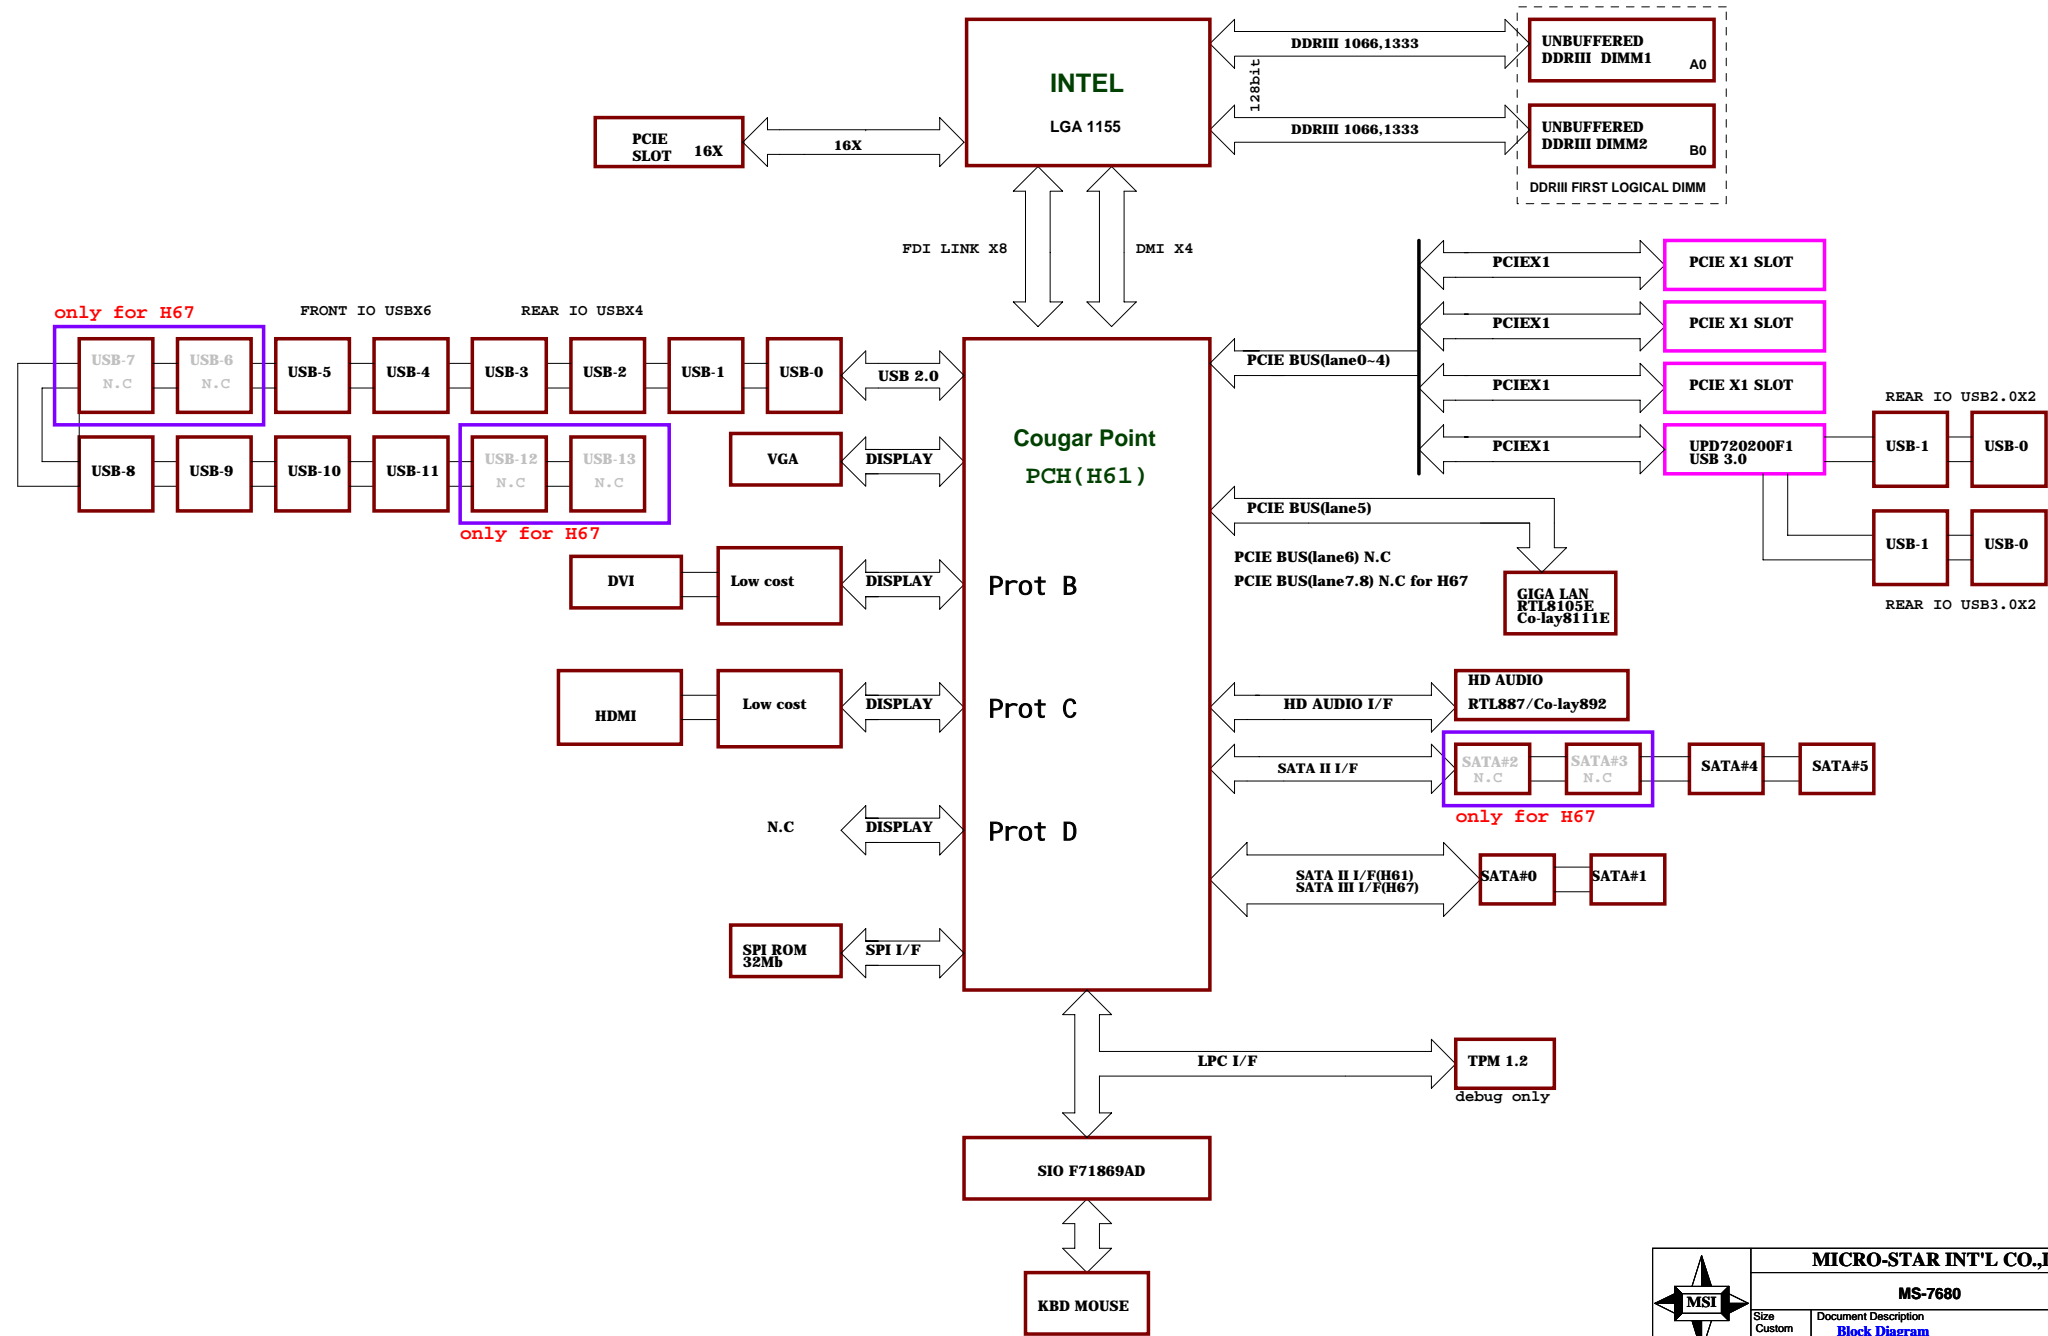 INTEL
LGA 1155
DDRIII 1066,1333
128bit
DDRIII 1066,1333
UNBUFFERED
DDRIII DIMM1
A0
UNBUFFERED
DDRIII DIMM2
B0
DDRIII FIRST LOGICAL DIMM
PCIE
SLOT 16X
16X
FDI LINK X8
DMI X4
only for H67
FRONT IO USBX6
REAR IO USBX4
USB-7
N.C
USB-6
N.C
USB-5
USB-4
USB-3
USB-2
USB-1
USB-0
USB 2.0
USB-8
USB-9
USB-10
USB-11
USB-12
N.C
USB-13
N.C
only for H67
VGA
DISPLAY
Cougar Point
PCH(H61)
PCIE BUS(lane0~4)
PCIEX1
PCIE X1 SLOT
PCIEX1
PCIE X1 SLOT
PCIEX1
PCIE X1 SLOT
PCIEX1
UPD720200F1
USB 3.0
REAR IO USB2.0X2
USB-1
USB-0
USB-1
USB-0
REAR IO USB3.0X2
PCIE BUS(lane5)
PCIE BUS(lane6) N.C
PCIE BUS(lane7.8) N.C for H67
GIGA LAN
RTL8105E
Co-lay8111E
DVI
Low cost
DISPLAY
Prot B
HDMI
Low cost
DISPLAY
Prot C
HD AUDIO I/F
HD AUDIO
RTL887/Co-lay892
SATA II I/F
SATA#2
N.C
SATA#3
N.C
SATA#4
SATA#5
only for H67
N.C
DISPLAY
Prot D
SATA II I/F(H61)
SATA III I/F(H67)
SATA#0
SATA#1
SPI ROM
32Mb
SPI I/F
LPC I/F
TPM 1.2
debug only
SIO F71869AD
KBD MOUSE
MSI
MICRO-STAR INT'L CO.,
MS-7680
Size
Custom
Document Description
Block Diagram